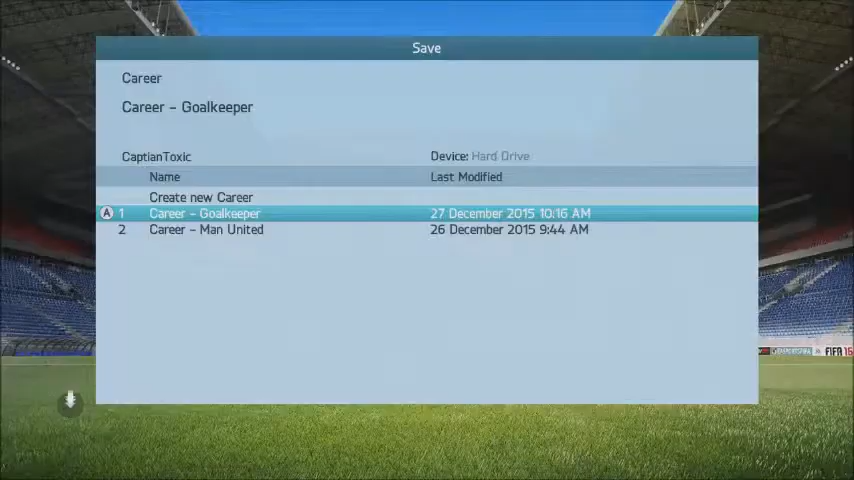 Save
Career
Career – Goalkeeper
CaptianToxic Device: Hard Drive
Name Last Modified
Create new Career
A 1 Career – Goalkeeper 27 December 2015 10:16 AM
2 Career – Man United 26 December 2015 9:44 AM
FIFA 16